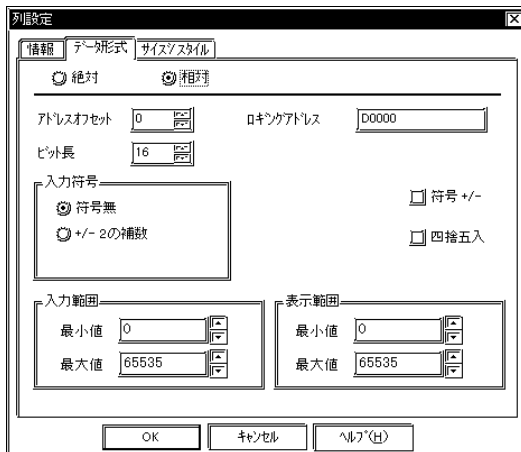 列設定
情報 ﾃﾞｰﾀ形式 ｻｲｽﾞ/ｽﾀｲﾙ
絶対 相対
ｱﾄﾞﾚｽｵﾌｾｯﾄ 0 ﾛｷﾝｸﾞｱﾄﾞﾚｽ D0000
ﾋﾞｯﾄ長 16
入力符号
符号無 符号 +/-
+/- 2の補数 四捨五入
入力範囲 表示範囲
最小値 0 最小値 0
最大値 65535 最大値 65535
OK ｷｬﾝｾﾙ ﾍﾙﾌﾟ(H)